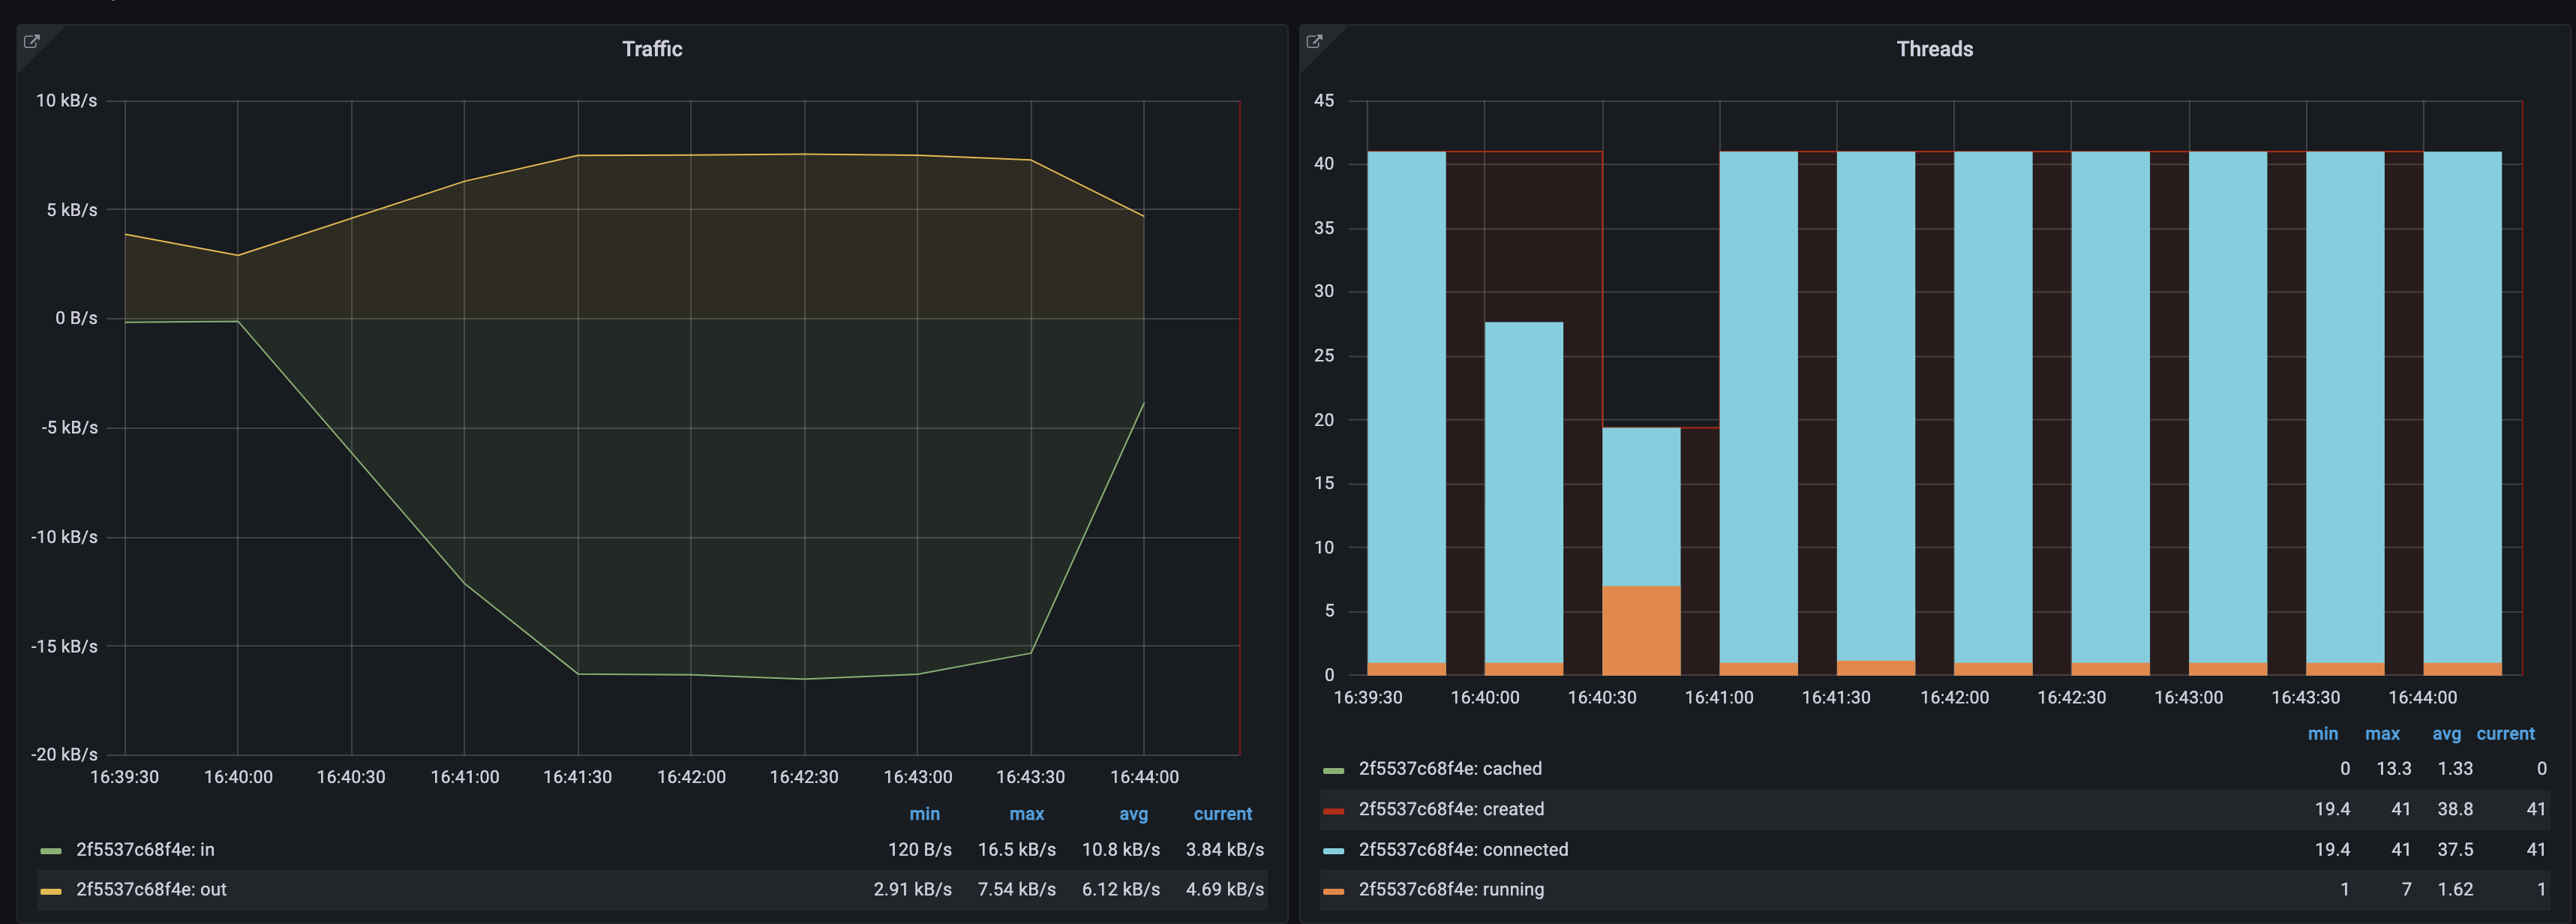 Traffic
10 kB/s
5 kB/s
0 B/s
-5 kB/s
-10 kB/s
-15 kB/s
-20 kB/s
16:39:30 16:40:00 16:40:30 16:41:00 16:41:30 16:42:00 16:42:30 16:43:00 16:43:30 16:44:00
min max avg current
2f5537c68f4e: in 120 B/s 16.5 kB/s 10.8 kB/s 3.84 kB/s
2f5537c68f4e: out 2.91 kB/s 7.54 kB/s 6.12 kB/s 4.69 kB/s
Threads
45
40
35
30
25
20
15
10
5
0
16:39:30 16:40:00 16:40:30 16:41:00 16:41:30 16:42:00 16:42:30 16:43:00 16:43:30 16:44:00
min max avg current
2f5537c68f4e: cached 0 13.3 1.33 0
2f5537c68f4e: created 19.4 41 38.8 41
2f5537c68f4e: connected 19.4 41 37.5 41
2f5537c68f4e: running 1 7 1.62 1